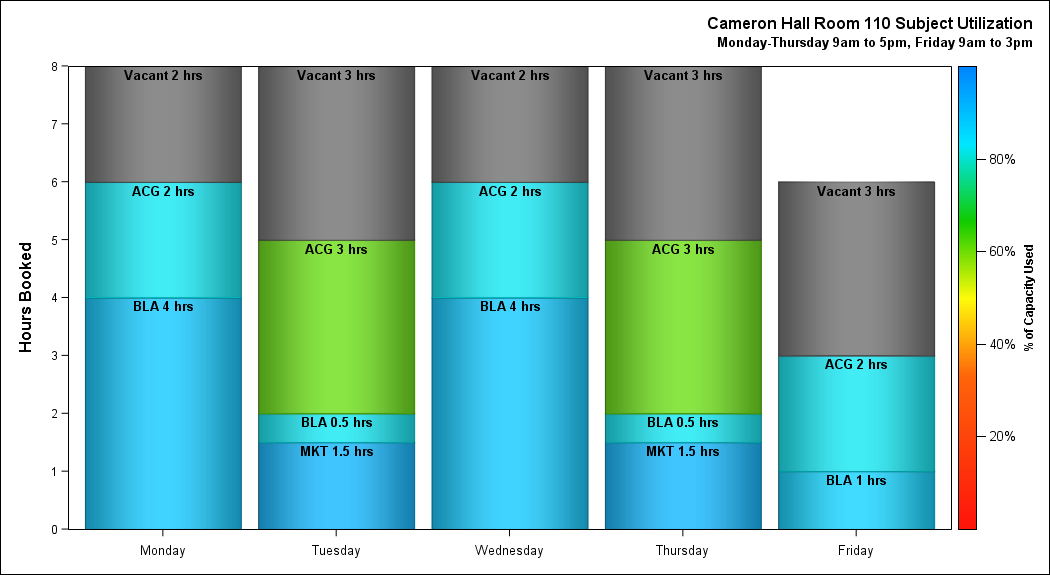 Cameron Hall Room 110 Subject Utilization
Monday-Thursday 9am to 5pm, Friday 9am to 3pm
Hours Booked
8
7
6
5
4
3
2
1
0
Vacant 2 hrs
ACG 2 hrs
BLA 4 hrs
Vacant 3 hrs
ACG 3 hrs
BLA 0.5 hrs
MKT 1.5 hrs
Vacant 2 hrs
ACG 2 hrs
BLA 4 hrs
Vacant 3 hrs
ACG 3 hrs
BLA 0.5 hrs
MKT 1.5 hrs
Vacant 3 hrs
ACG 2 hrs
BLA 1 hrs
Monday
Tuesday
Wednesday
Thursday
Friday
80%
60%
40%
20%
% of Capacity Used